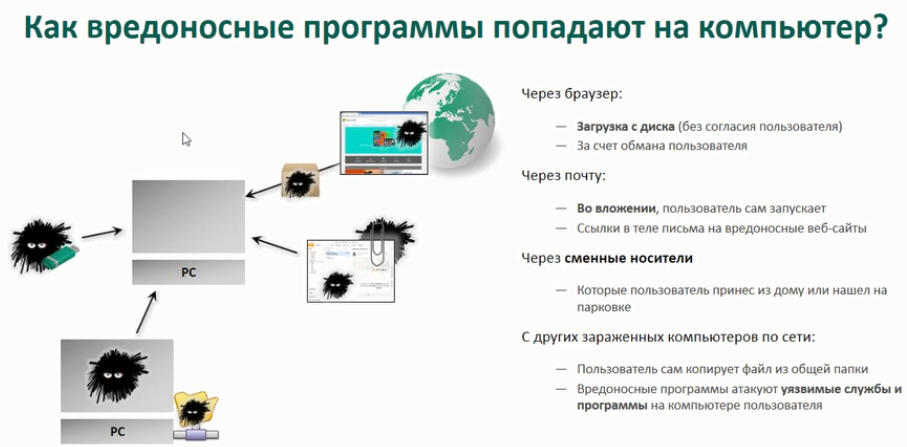 Как вредоносные программы попадают на компьютер?
Через браузер:
— Загрузка с диска (без согласия пользователя)
— За счет обмана пользователя
Через почту:
— Во вложении, пользователь сам запускает
— Ссылки в теле письма на вредоносные веб-сайты
Через сменные носители
— Которые пользователь принес из дому или нашел на
парковке
С других зараженных компьютеров по сети:
— Пользователь сам копирует файл из общей папки
— Вредоносные программы атакуют уязвимые службы и
программы на компьютере пользователя
PC
PC